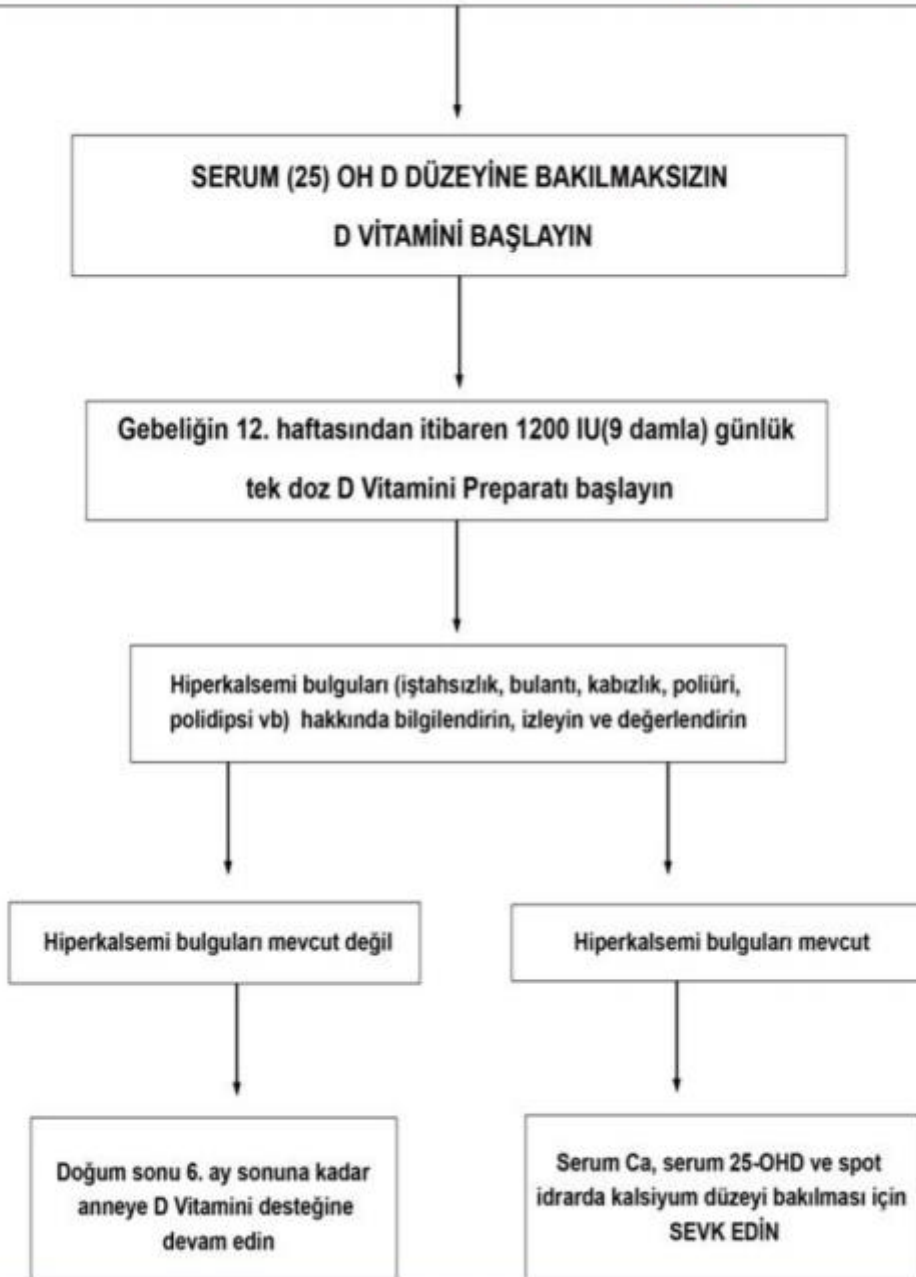 SERUM (25) OH D DÜZEYİNE BAKILMAKSIZIN
D VİTAMİNİ BAŞLAYIN
Gebeliğin 12. haftasından itibaren 1200 IU(9 damla) günlük
tek doz D Vitamini Preparatı başlayın
Hiperkalsemi bulguları (iştahsızlık, bulantı, kabızlık, poliüri,
polidipsi vb) hakkında bilgilendirin, izleyin ve değerlendirin
Hiperkalsemi bulguları mevcut değil
Hiperkalsemi bulguları mevcut
Doğum sonu 6. ay sonuna kadar
anneye D Vitamini desteğine
devam edin
Serum Ca, serum 25-OHD ve spot
idrarda kalsiyum düzeyi bakılması için
SEVK EDİN